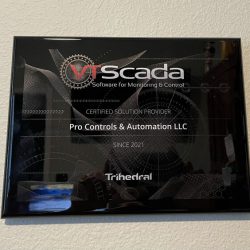 VTScada
Software for Monitoring & Control
CERTIFIED SOLUTION PROVIDER
Pro Controls & Automation LLC
SINCE 2021
Trihedral